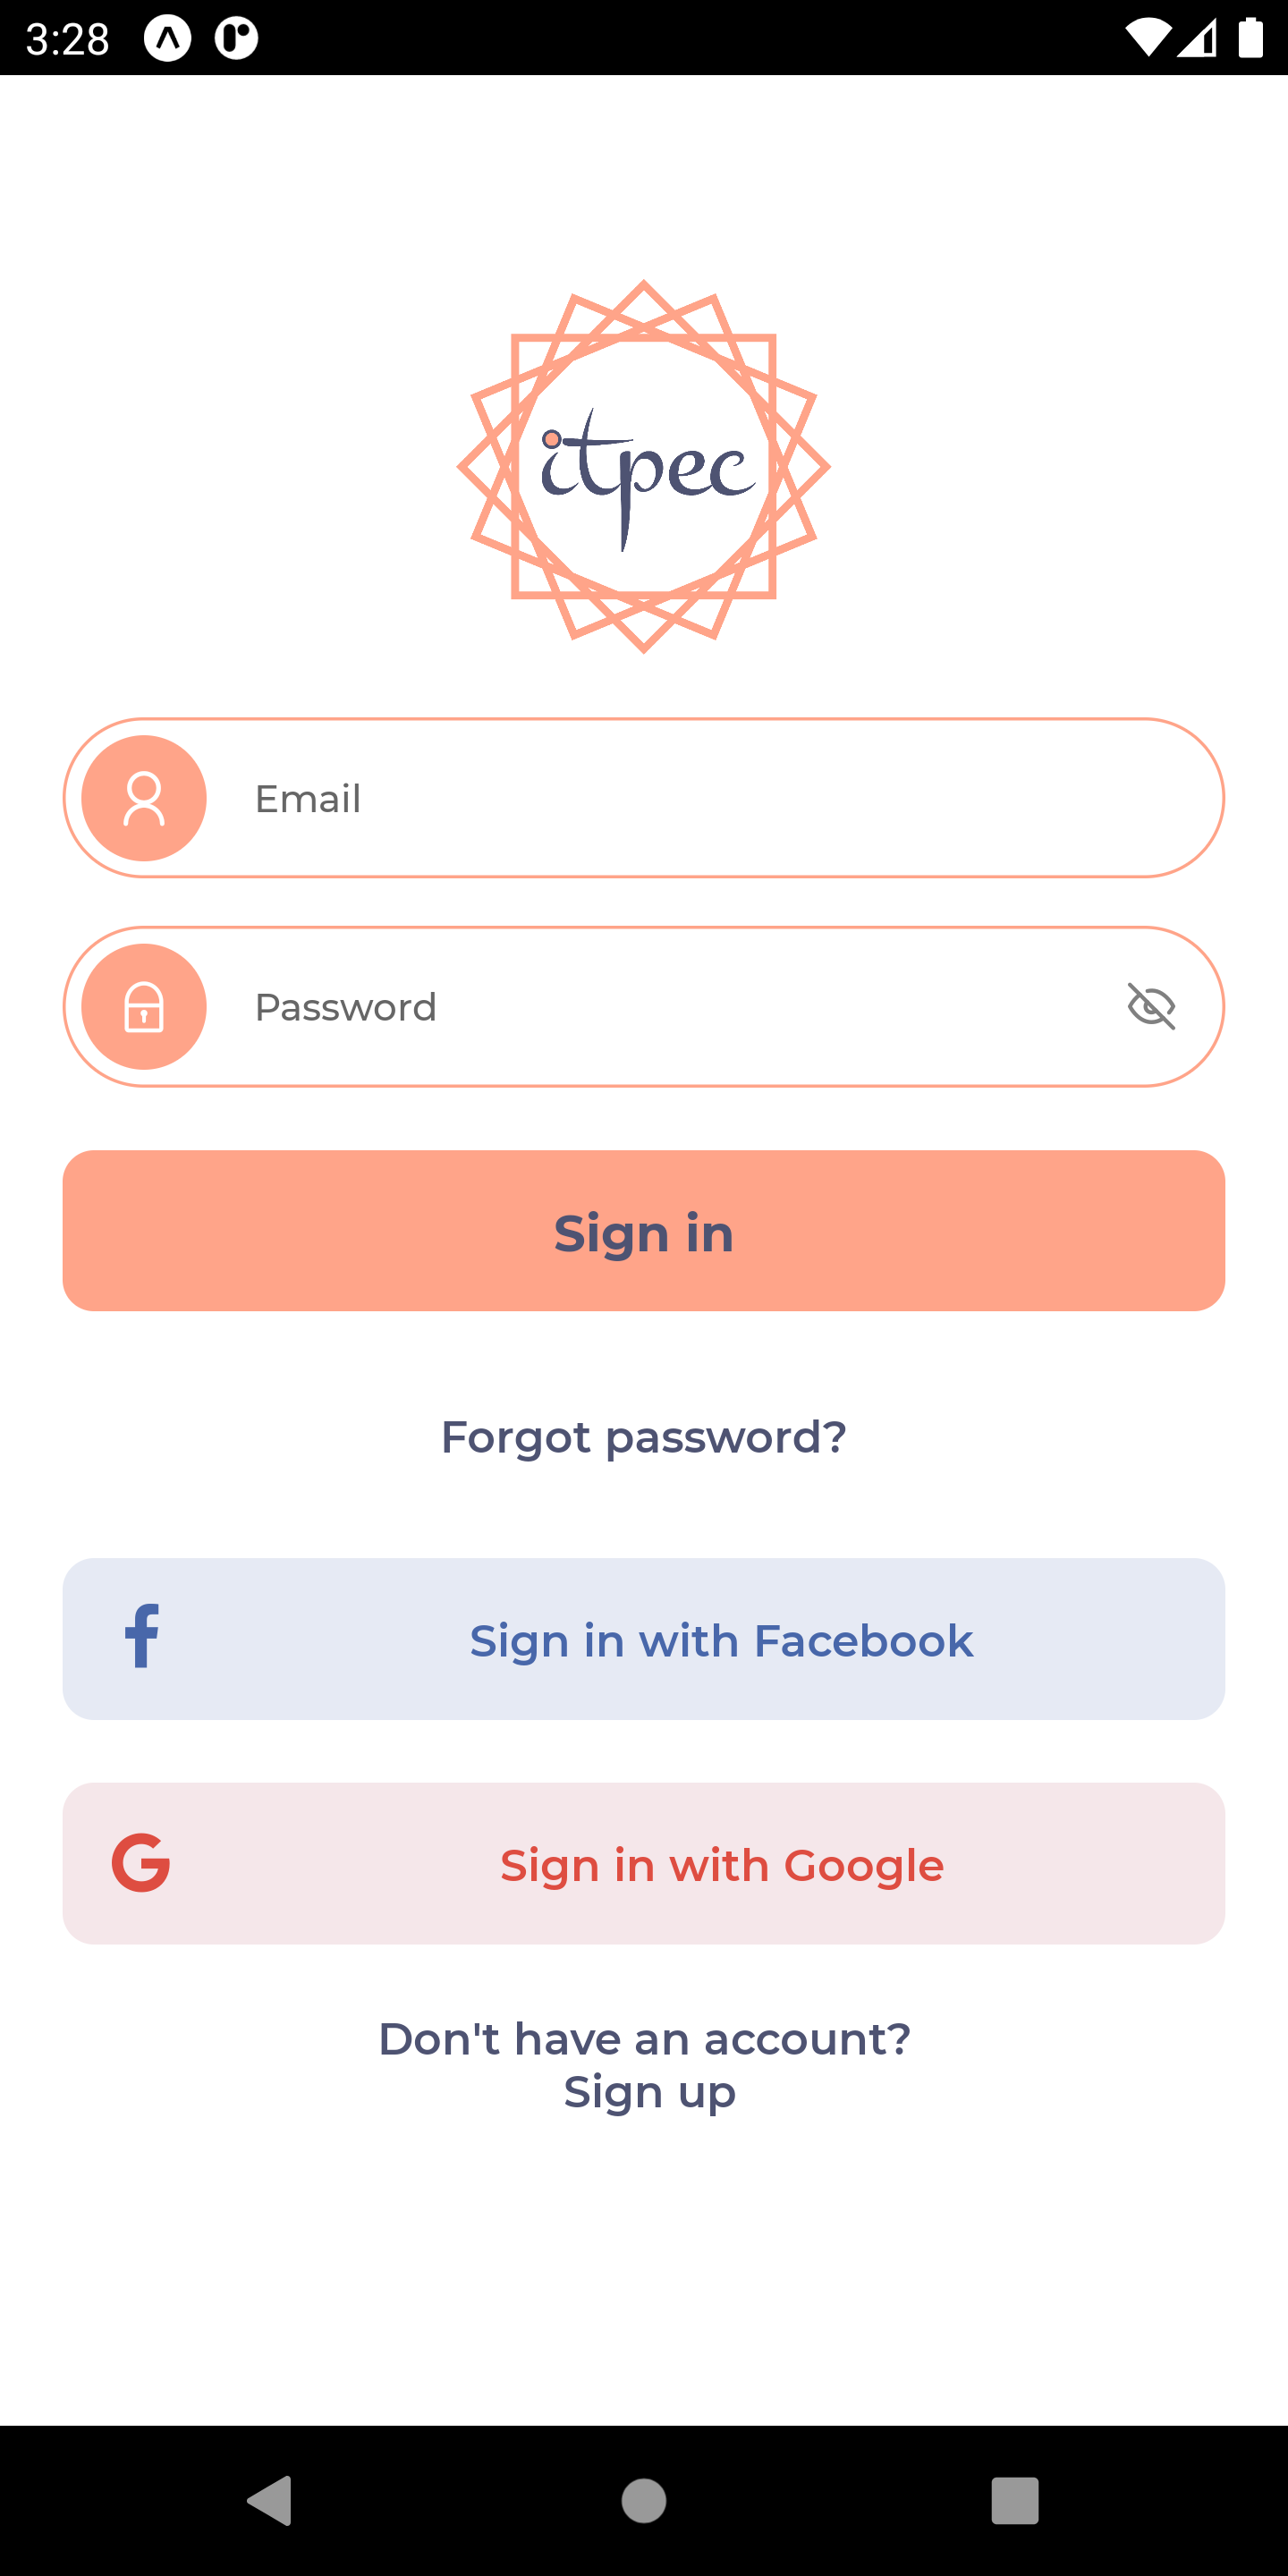 3:28
itpec
Email
Password
Sign in
Forgot password?
Sign in with Facebook
Sign in with Google
Don't have an account?
Sign up